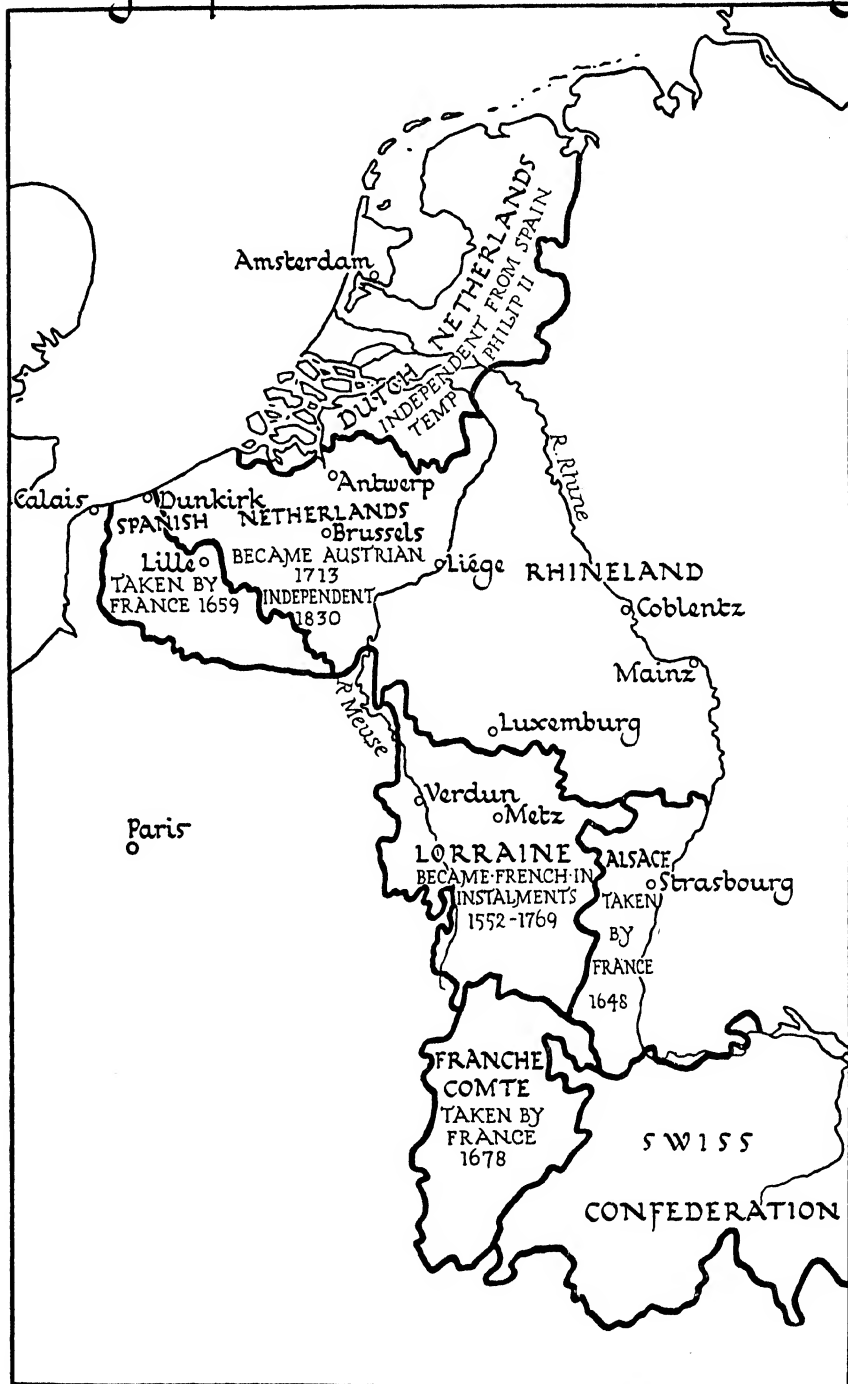 Amsterdam
DUTCH NETHERLANDS
INDEPENDENT FROM SPAIN
TEMP PHILIP II
R. Rhine
Calais
Dunkirk
Antwerp
SPANISH NETHERLANDS
Brussels
Lille
BECAME AUSTRIAN
1713
INDEPENDENT
1830
TAKEN BY
FRANCE 1659
Liége
RHINELAND
Coblentz
Mainz
R. Meuse
Luxemburg
Verdun
Metz
Paris
LORRAINE
BECAME·FRENCH·IN
INSTALMENTS
1552-1769
ALSACE
Strasbourg
TAKEN
BY
FRANCE
1648
FRANCHE
COMTE
TAKEN BY
FRANCE
1678
SWISS
CONFEDERATION